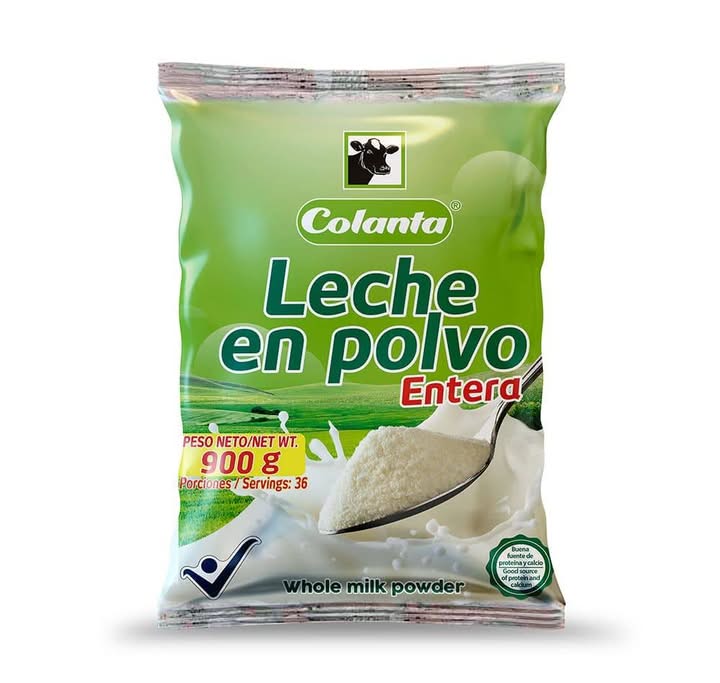 Colanta®
Leche
en polvo
Entera
PESO NETO/NET WT.
900 g
Porciones / Servings: 36
Whole milk powder
Buena
fuente de
proteína y calcio
Good source
of protein and
calcium